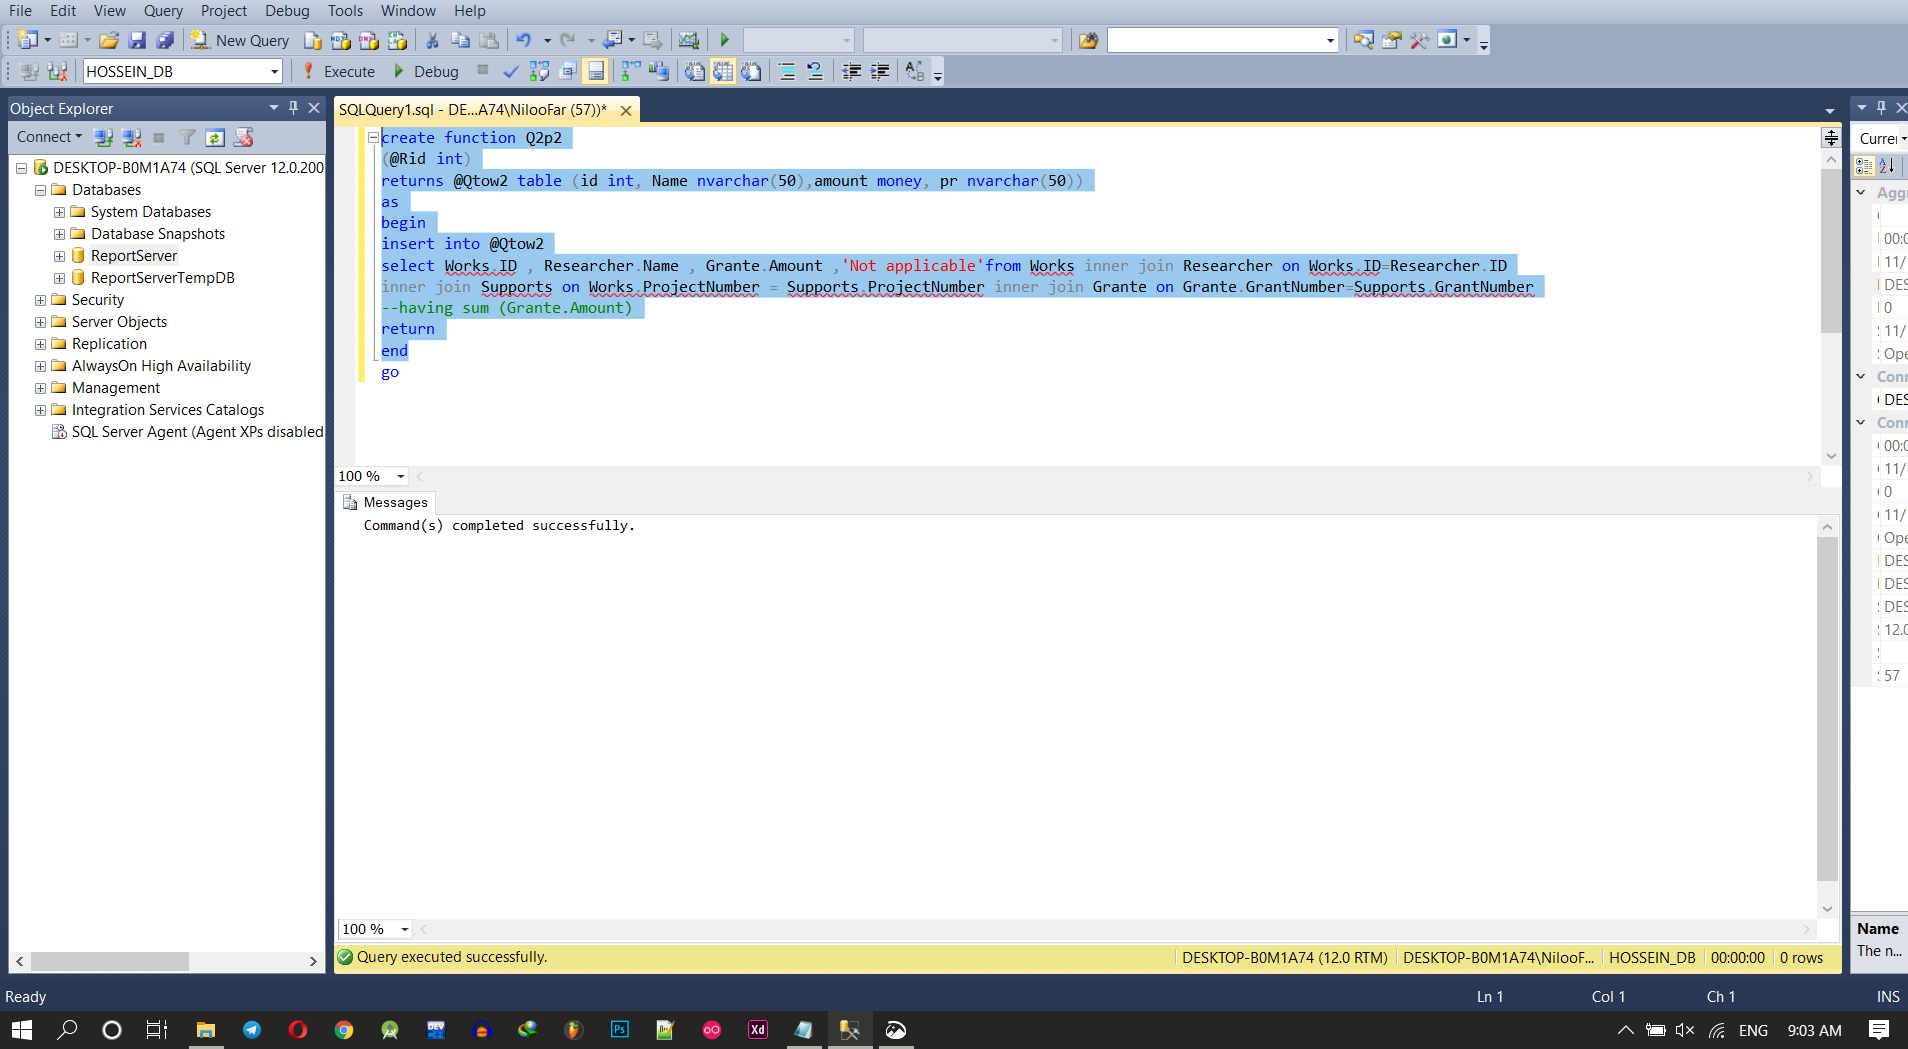 File Edit View Query Project Debug Tools Window Help
New Query
HOSSEIN_DB Execute Debug
Object Explorer
Connect
DESKTOP-B0M1A74 (SQL Server 12.0.200
Databases
System Databases
Database Snapshots
ReportServer
ReportServerTempDB
Security
Server Objects
Replication
AlwaysOn High Availability
Management
Integration Services Catalogs
SQL Server Agent (Agent XPs disabled
SQLQuery1.sql - DE...A74\NilooFar (57))*
create function Q2p2
(@Rid int)
returns @Qtow2 table (id int, Name nvarchar(50),amount money, pr nvarchar(50))
as
begin
insert into @Qtow2
select Works.ID , Researcher.Name , Grante.Amount ,'Not applicable'from Works inner join Researcher on Works.ID=Researcher.ID
inner join Supports on Works.ProjectNumber = Supports.ProjectNumber inner join Grante on Grante.GrantNumber=Supports.GrantNumber
--having sum (Grante.Amount)
return
end
go
100 %
Messages
Command(s) completed successfully.
100 %
Query executed successfully.
DESKTOP-B0M1A74 (12.0 RTM) DESKTOP-B0M1A74\NilooF... HOSSEIN_DB 00:00:00 0 rows
Currei
Aggr
00:0
11/
DES
0
11/
Ope
Conn
DES
Conn
00:0
11/
0
11/
Ope
DES
DES
DES
12.0
57
Name
The n...
Ready Ln 1 Col 1 Ch 1 INS
DEV Ps Xd ENG 9:03 AM